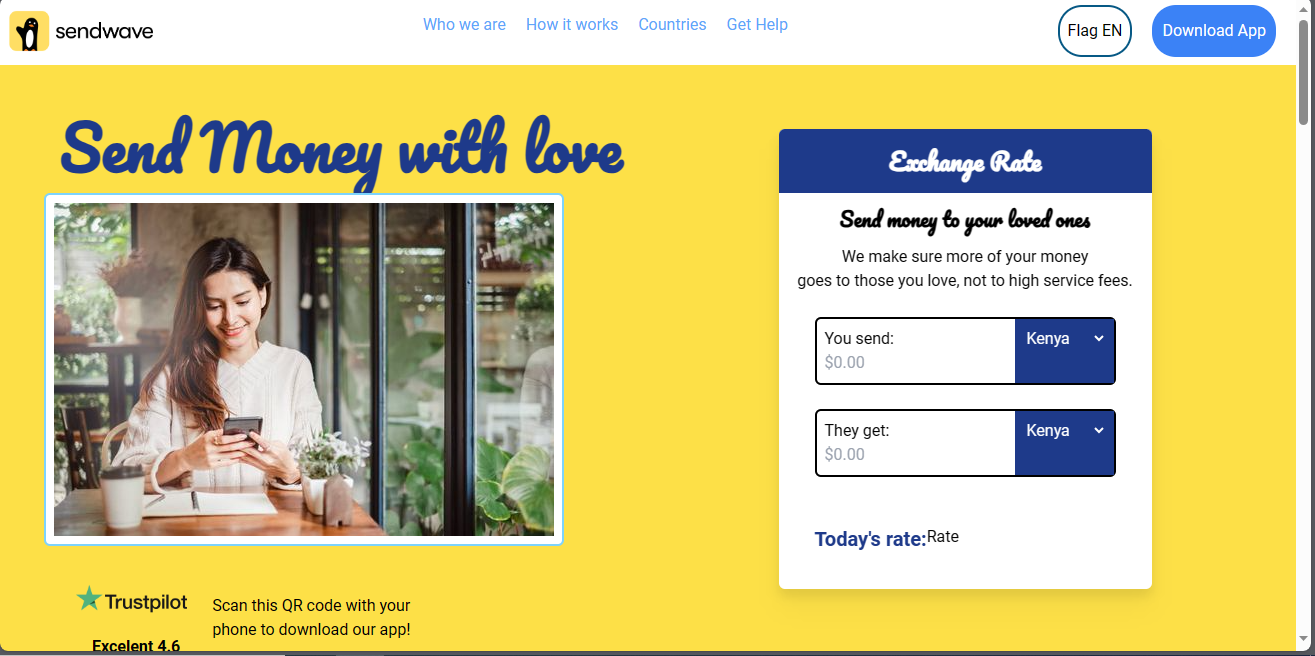 sendwave
Who we are
How it works
Countries
Get Help
Flag EN
Download App
Send Money with love
Exchange Rate
Send money to your loved ones
We make sure more of your money
goes to those you love, not to high service fees.
You send:
$0.00
Kenya
They get:
$0.00
Kenya
Today's rate:Rate
Trustpilot
Excelent 4.6
Scan this QR code with your
phone to download our app!